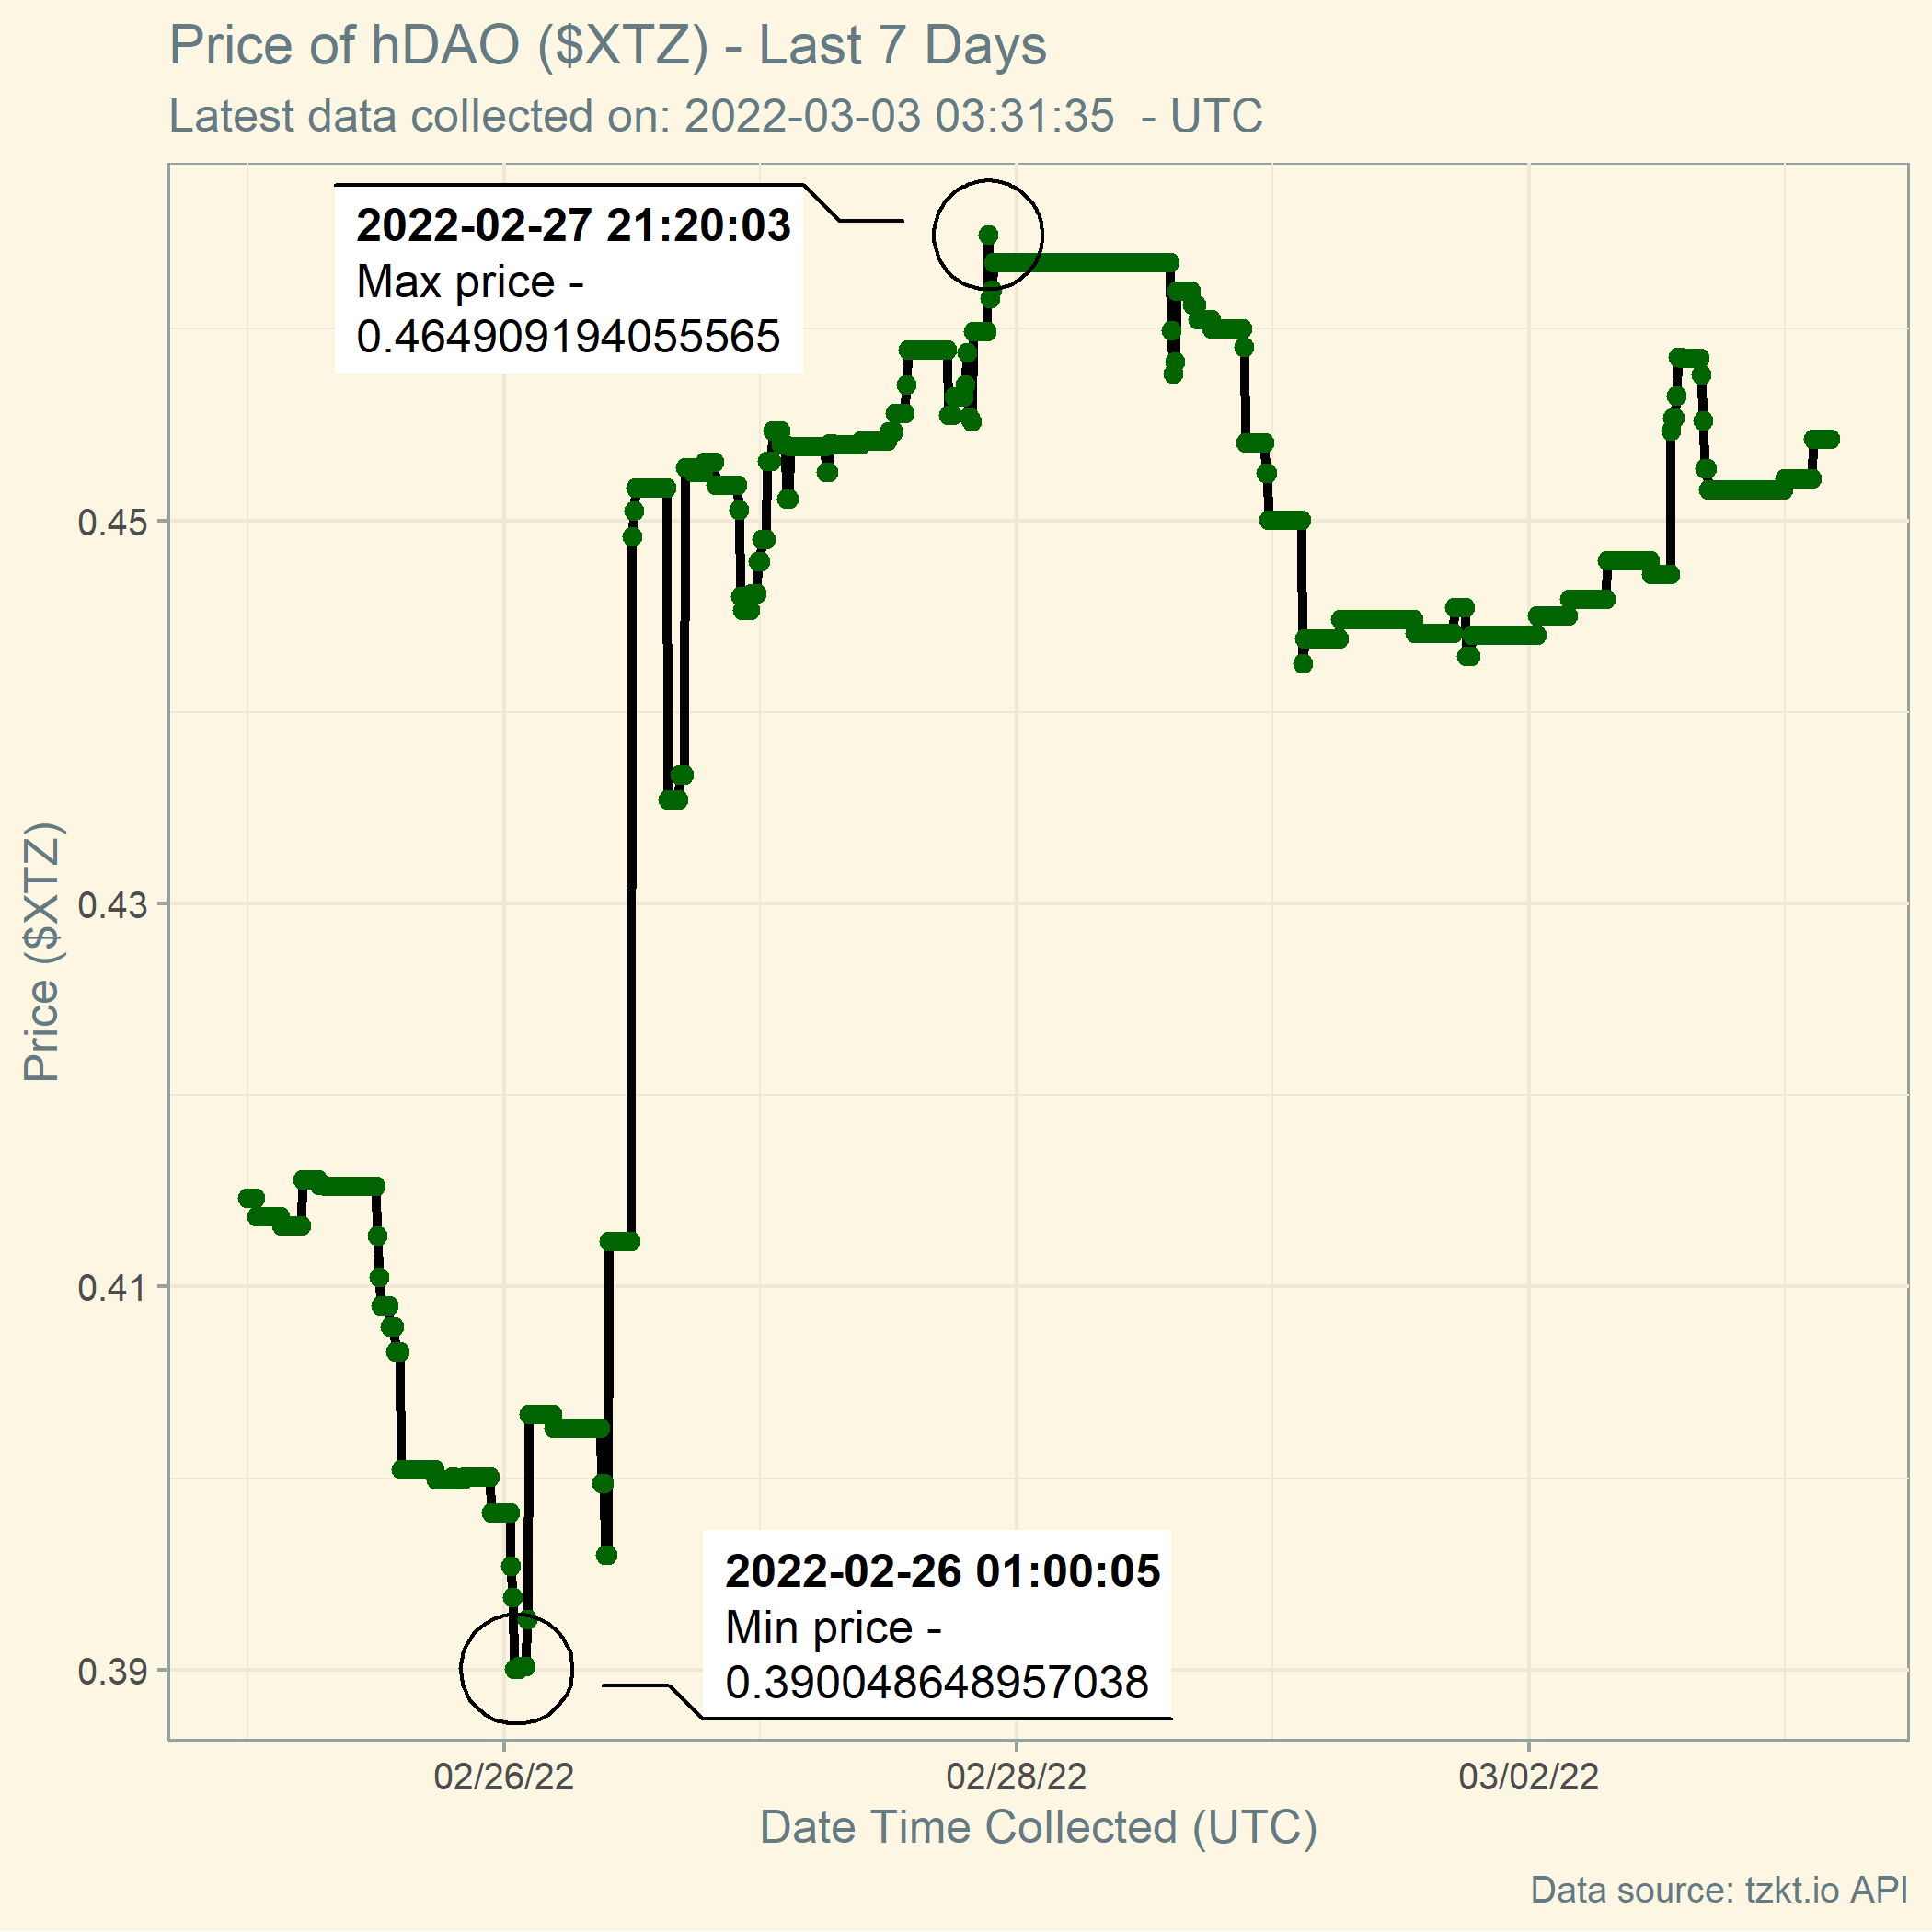 Price of hDAO ($XTZ) - Last 7 Days
Latest data collected on: 2022-03-03 03:31:35  - UTC
2022-02-27 21:20:03
Max price -
0.464909194055565
0.45
0.43
0.41
0.39
Price ($XTZ)
2022-02-26 01:00:05
Min price -
0.390048648957038
02/26/22
02/28/22
03/02/22
Date Time Collected (UTC)
Data source: tzkt.io API